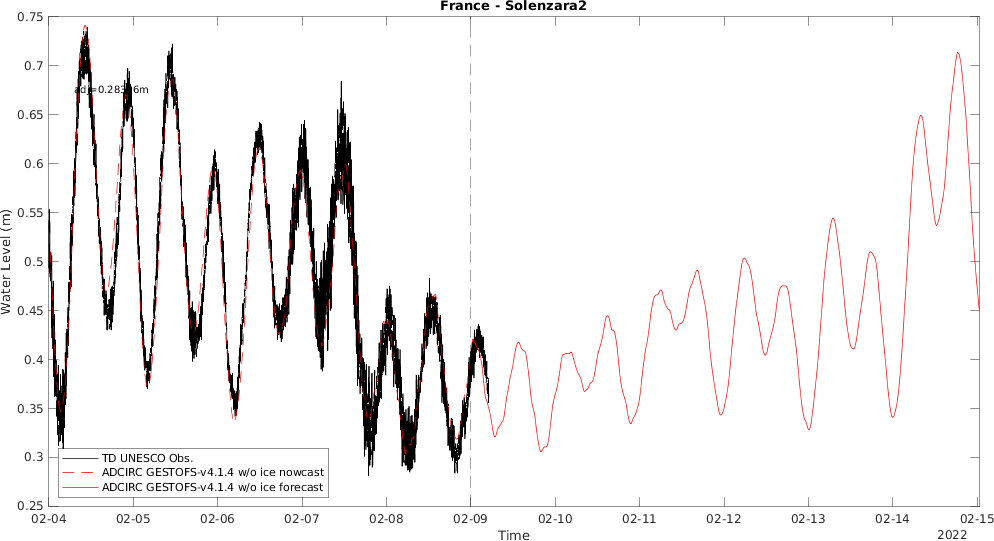 France - Solenzara2
0.75
0.7
0.65
0.6
0.55
0.5
0.45
0.4
0.35
0.3
0.25
Water Level (m)
TD UNESCO Obs.
ADCIRC GESTOFS-v4.1.4 w/o ice nowcast
ADCIRC GESTOFS-v4.1.4 w/o ice forecast
02-04 02-05 02-06 02-07 02-08 02-09 02-10 02-11 02-12 02-13 02-14 02-15
Time
2022